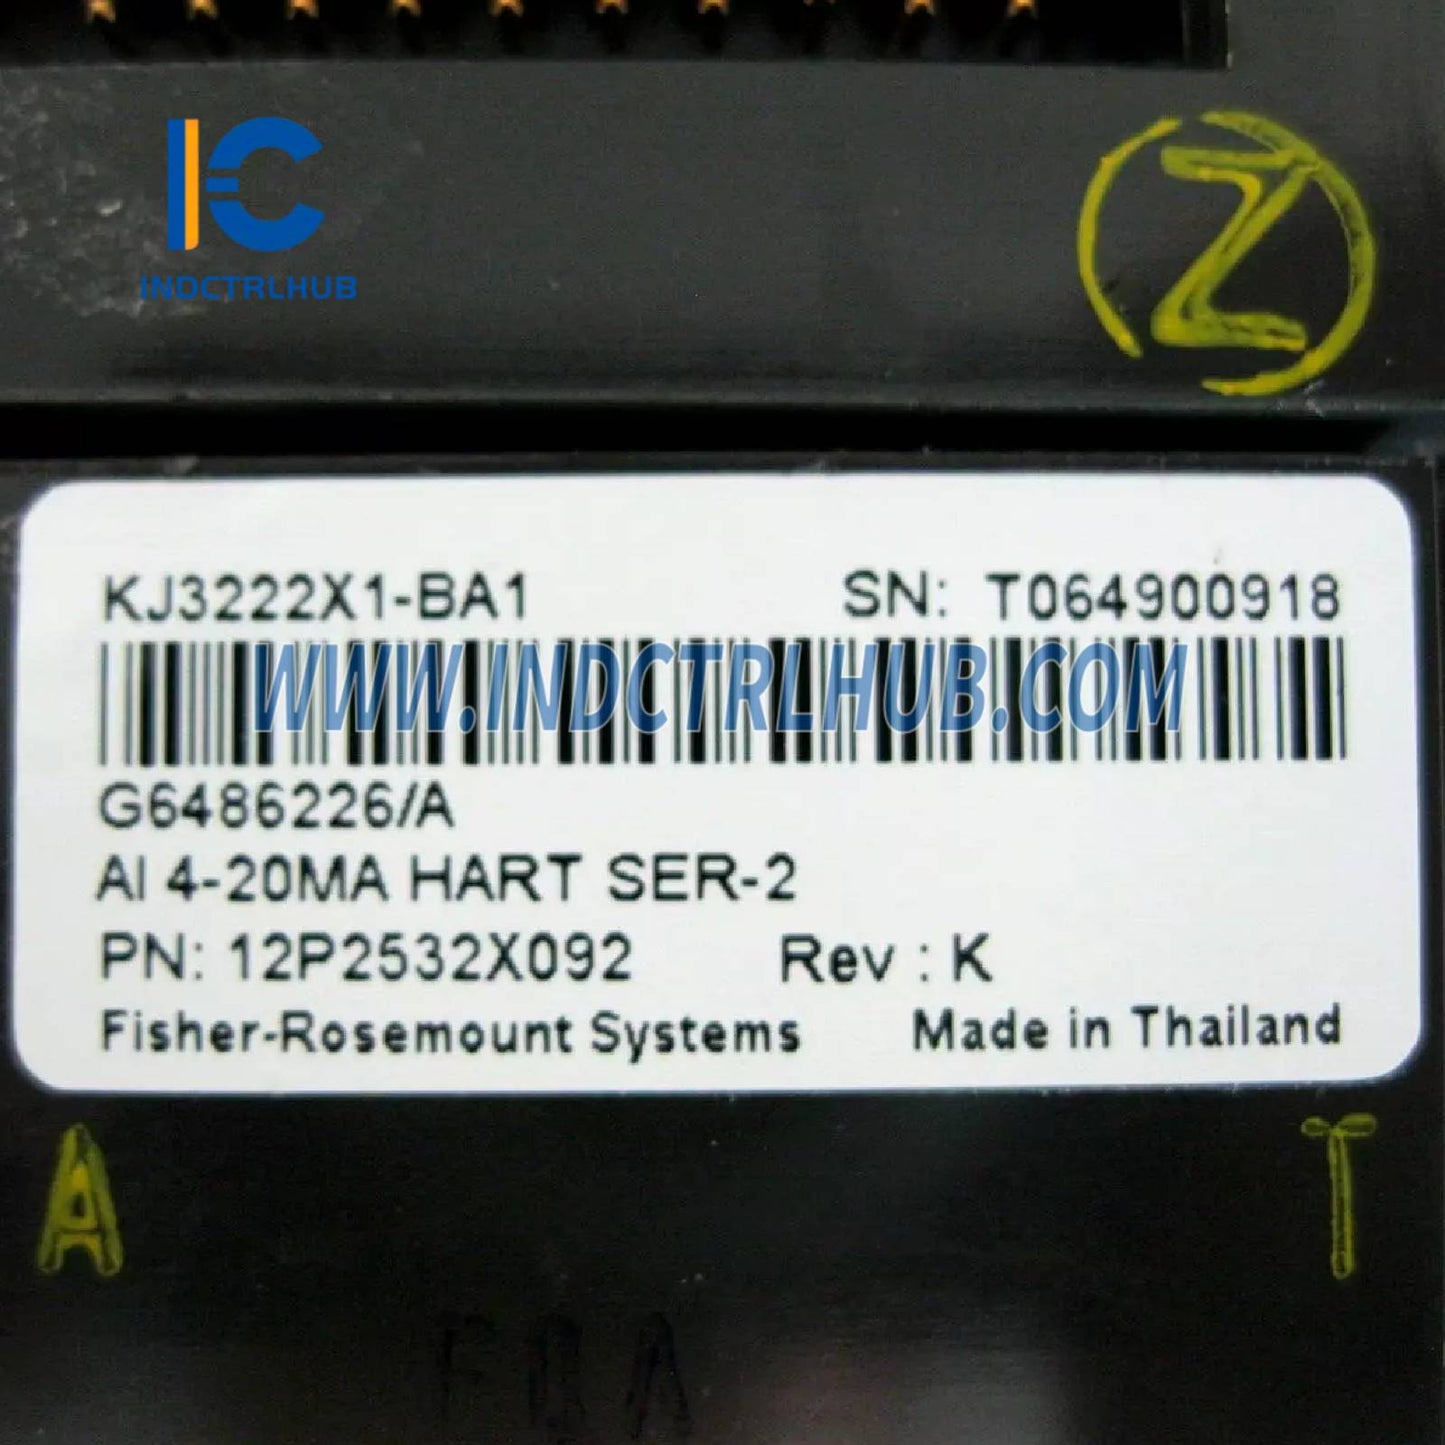 IC
INDCTRLHUB
Z
KJ3222X1-BA1 SN: T064900918
WWW.INDCTRLHUB.COM
G6486226/A
AI 4-20MA HART SER-2
PN: 12P2532X092 Rev : K
Fisher-Rosemount Systems Made in Thailand
A T